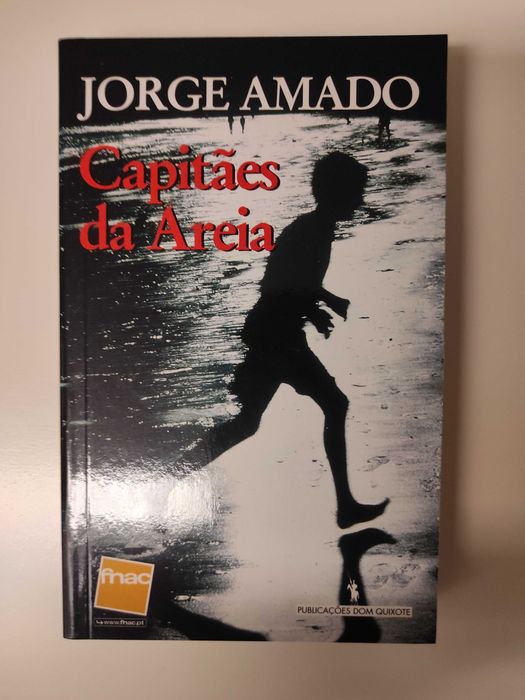 JORGE AMADO
Capitães
da Areia
fnac
www.fnac.pt
PUBLICAÇÕES DOM QUIXOTE